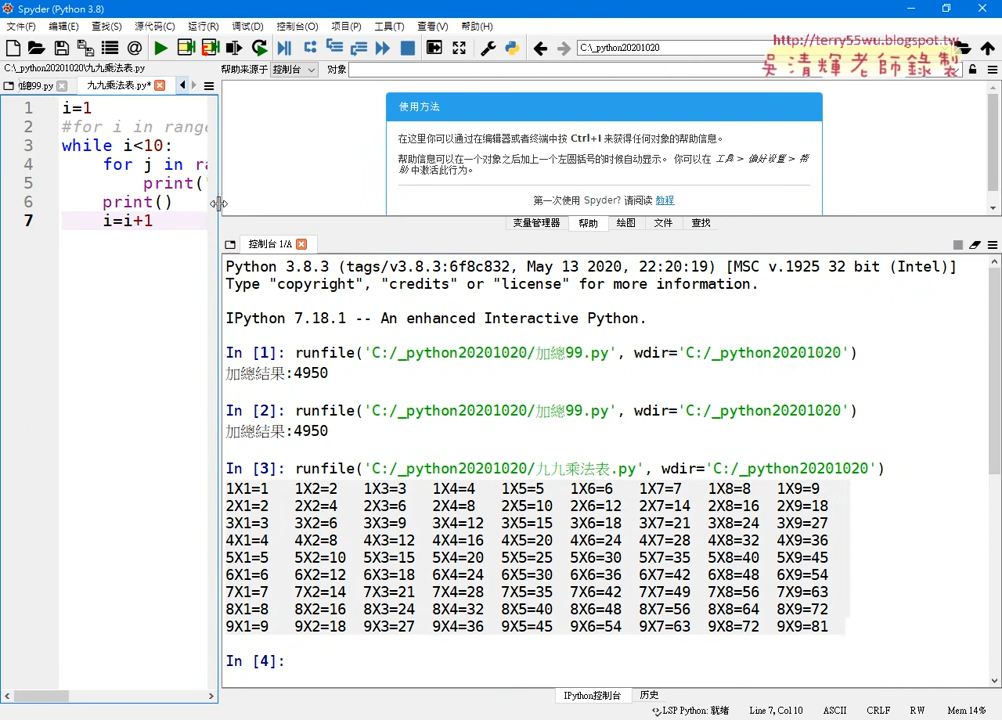 Spyder (Python 3.8)
文件(F) 编辑(E) 查找(S) 源代码(C) 运行(R) 调试(D) 控制台(O) 项目(P) 工具(T) 查看(V) 帮助(H)
C:\_python20201020
http://terry55wu.blogspot.tw
吳清輝老師錄製
C:\_python20201020\九九乘法表.py
帮助来源于 控制台 对象
加總99.py 九九乘法表.py*
1 i=1
2 #for i in rang
3 while i<10:
4 for j in ra
5 print('
6 print()
7 i=i+1
使用方法
在这里你可以通过在编辑器或者终端中按 Ctrl+I 来获得任何对象的帮助信息。
帮助信息可以在一个对象之后加上一个左圆括号的时候自动显示。 你可以在 工具 > 偏好设置 > 帮
助 中激活此行为。
第一次使用 Spyder? 请阅读 教程
变量管理器 帮助 绘图 文件 查找
控制台 1/A
Python 3.8.3 (tags/v3.8.3:6f8c832, May 13 2020, 22:20:19) [MSC v.1925 32 bit (Intel)]
Type "copyright", "credits" or "license" for more information.
IPython 7.18.1 -- An enhanced Interactive Python.
In [1]: runfile('C:/_python20201020/加總99.py', wdir='C:/_python20201020')
加總結果:4950
In [2]: runfile('C:/_python20201020/加總99.py', wdir='C:/_python20201020')
加總結果:4950
In [3]: runfile('C:/_python20201020/九九乘法表.py', wdir='C:/_python20201020')
1X1=1 1X2=2 1X3=3 1X4=4 1X5=5 1X6=6 1X7=7 1X8=8 1X9=9
2X1=2 2X2=4 2X3=6 2X4=8 2X5=10 2X6=12 2X7=14 2X8=16 2X9=18
3X1=3 3X2=6 3X3=9 3X4=12 3X5=15 3X6=18 3X7=21 3X8=24 3X9=27
4X1=4 4X2=8 4X3=12 4X4=16 4X5=20 4X6=24 4X7=28 4X8=32 4X9=36
5X1=5 5X2=10 5X3=15 5X4=20 5X5=25 5X6=30 5X7=35 5X8=40 5X9=45
6X1=6 6X2=12 6X3=18 6X4=24 6X5=30 6X6=36 6X7=42 6X8=48 6X9=54
7X1=7 7X2=14 7X3=21 7X4=28 7X5=35 7X6=42 7X7=49 7X8=56 7X9=63
8X1=8 8X2=16 8X3=24 8X4=32 8X5=40 8X6=48 8X7=56 8X8=64 8X9=72
9X1=9 9X2=18 9X3=27 9X4=36 9X5=45 9X6=54 9X7=63 9X8=72 9X9=81
In [4]:
IPython控制台 历史
LSP Python: 就绪 Line 7, Col 10 ASCII CRLF RW Mem 14%